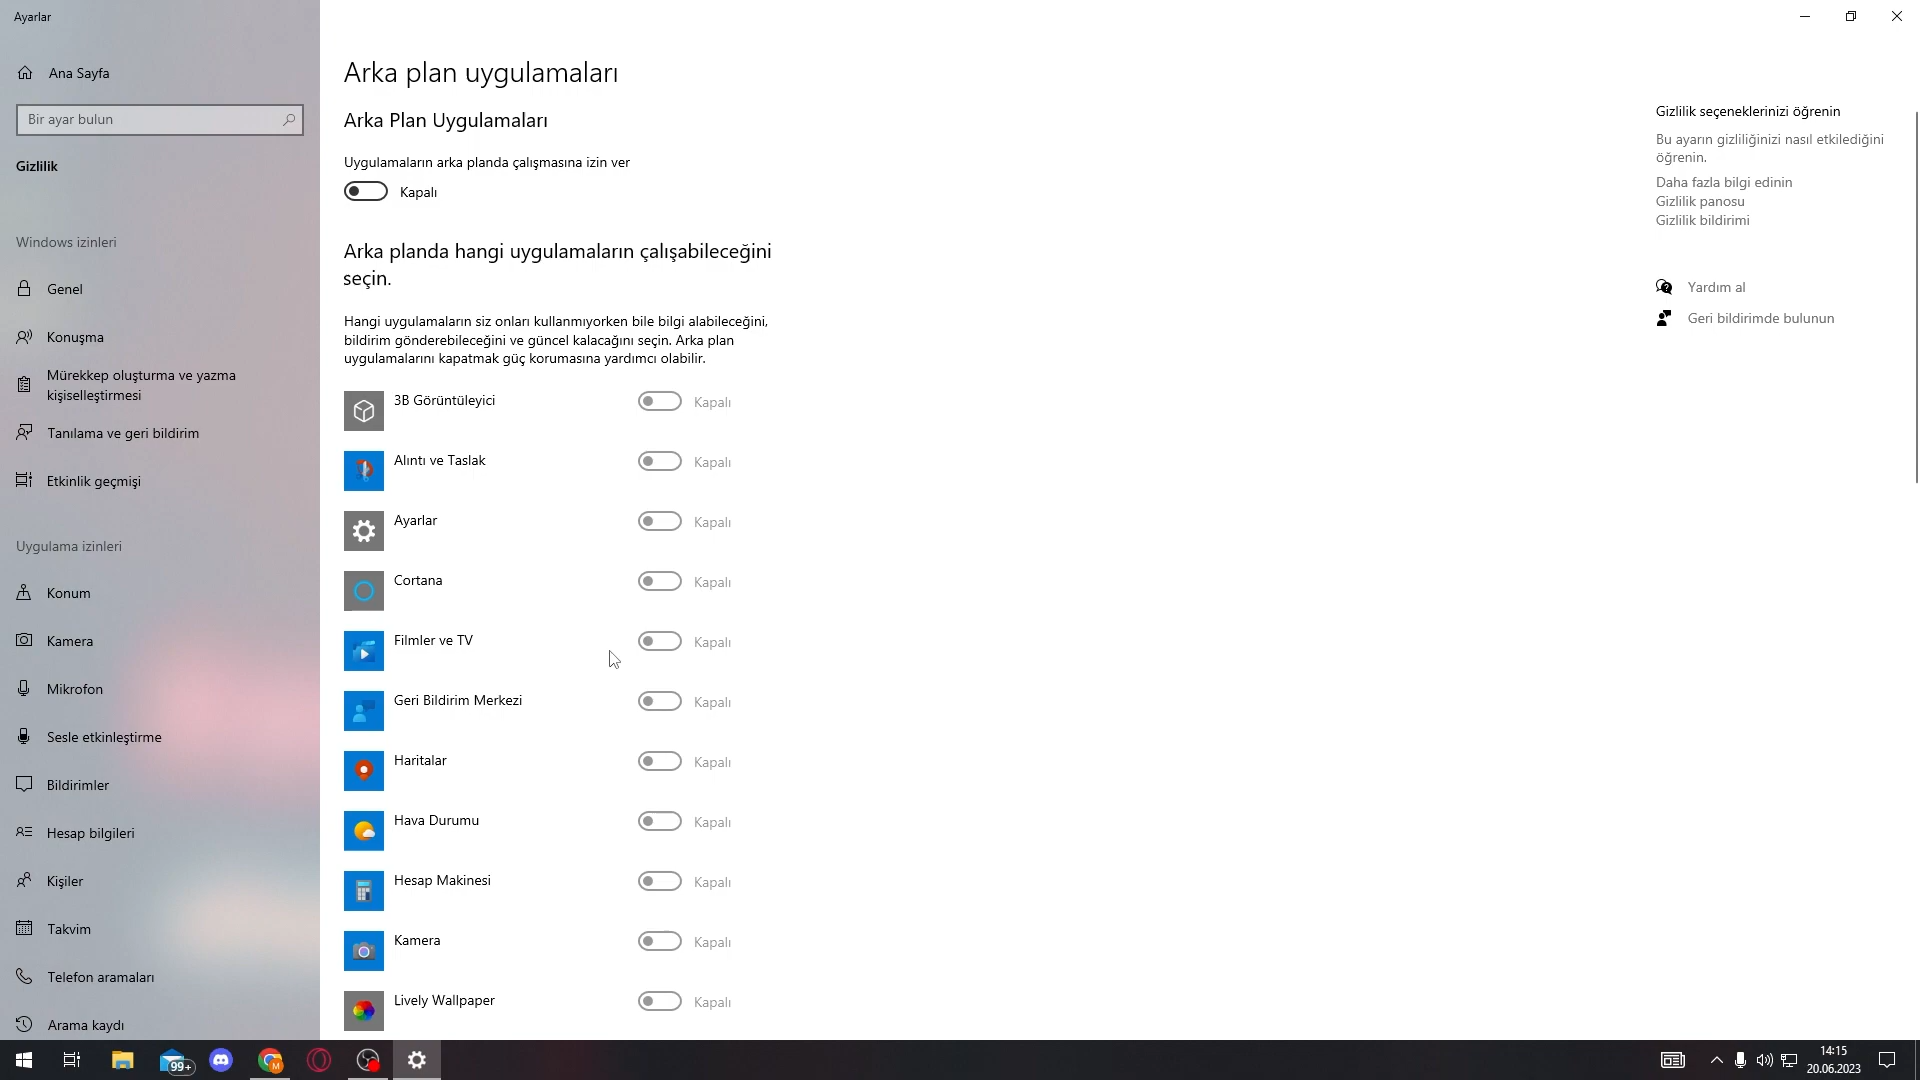 Ayarlar
Ana Sayfa
Bir ayar bulun
Gizlilik
Windows izinleri
Genel
Konuşma
Mürekkep oluşturma ve yazma
kişiselleştirmesi
Tanılama ve geri bildirim
Etkinlik geçmişi
Uygulama izinleri
Konum
Kamera
Mikrofon
Sesle etkinleştirme
Bildirimler
Hesap bilgileri
Kişiler
Takvim
Telefon aramaları
Arama kaydı
Arka plan uygulamaları
Arka Plan Uygulamaları
Uygulamaların arka planda çalışmasına izin ver
Kapalı
Arka planda hangi uygulamaların çalışabileceğini
seçin.
Hangi uygulamaların siz onları kullanmıyorken bile bilgi alabileceğini,
bildirim gönderebileceğini ve güncel kalacağını seçin. Arka plan
uygulamalarını kapatmak güç korumasına yardımcı olabilir.
3B Görüntüleyici Kapalı
Alıntı ve Taslak Kapalı
Ayarlar Kapalı
Cortana Kapalı
Filmler ve TV Kapalı
Geri Bildirim Merkezi Kapalı
Haritalar Kapalı
Hava Durumu Kapalı
Hesap Makinesi Kapalı
Kamera Kapalı
Lively Wallpaper Kapalı
Gizlilik seçeneklerinizi öğrenin
Bu ayarın gizliliğinizi nasıl etkilediğini
öğrenin.
Daha fazla bilgi edinin
Gizlilik panosu
Gizlilik bildirimi
Yardım al
Geri bildirimde bulunun
99+
M
14:15
20.06.2023